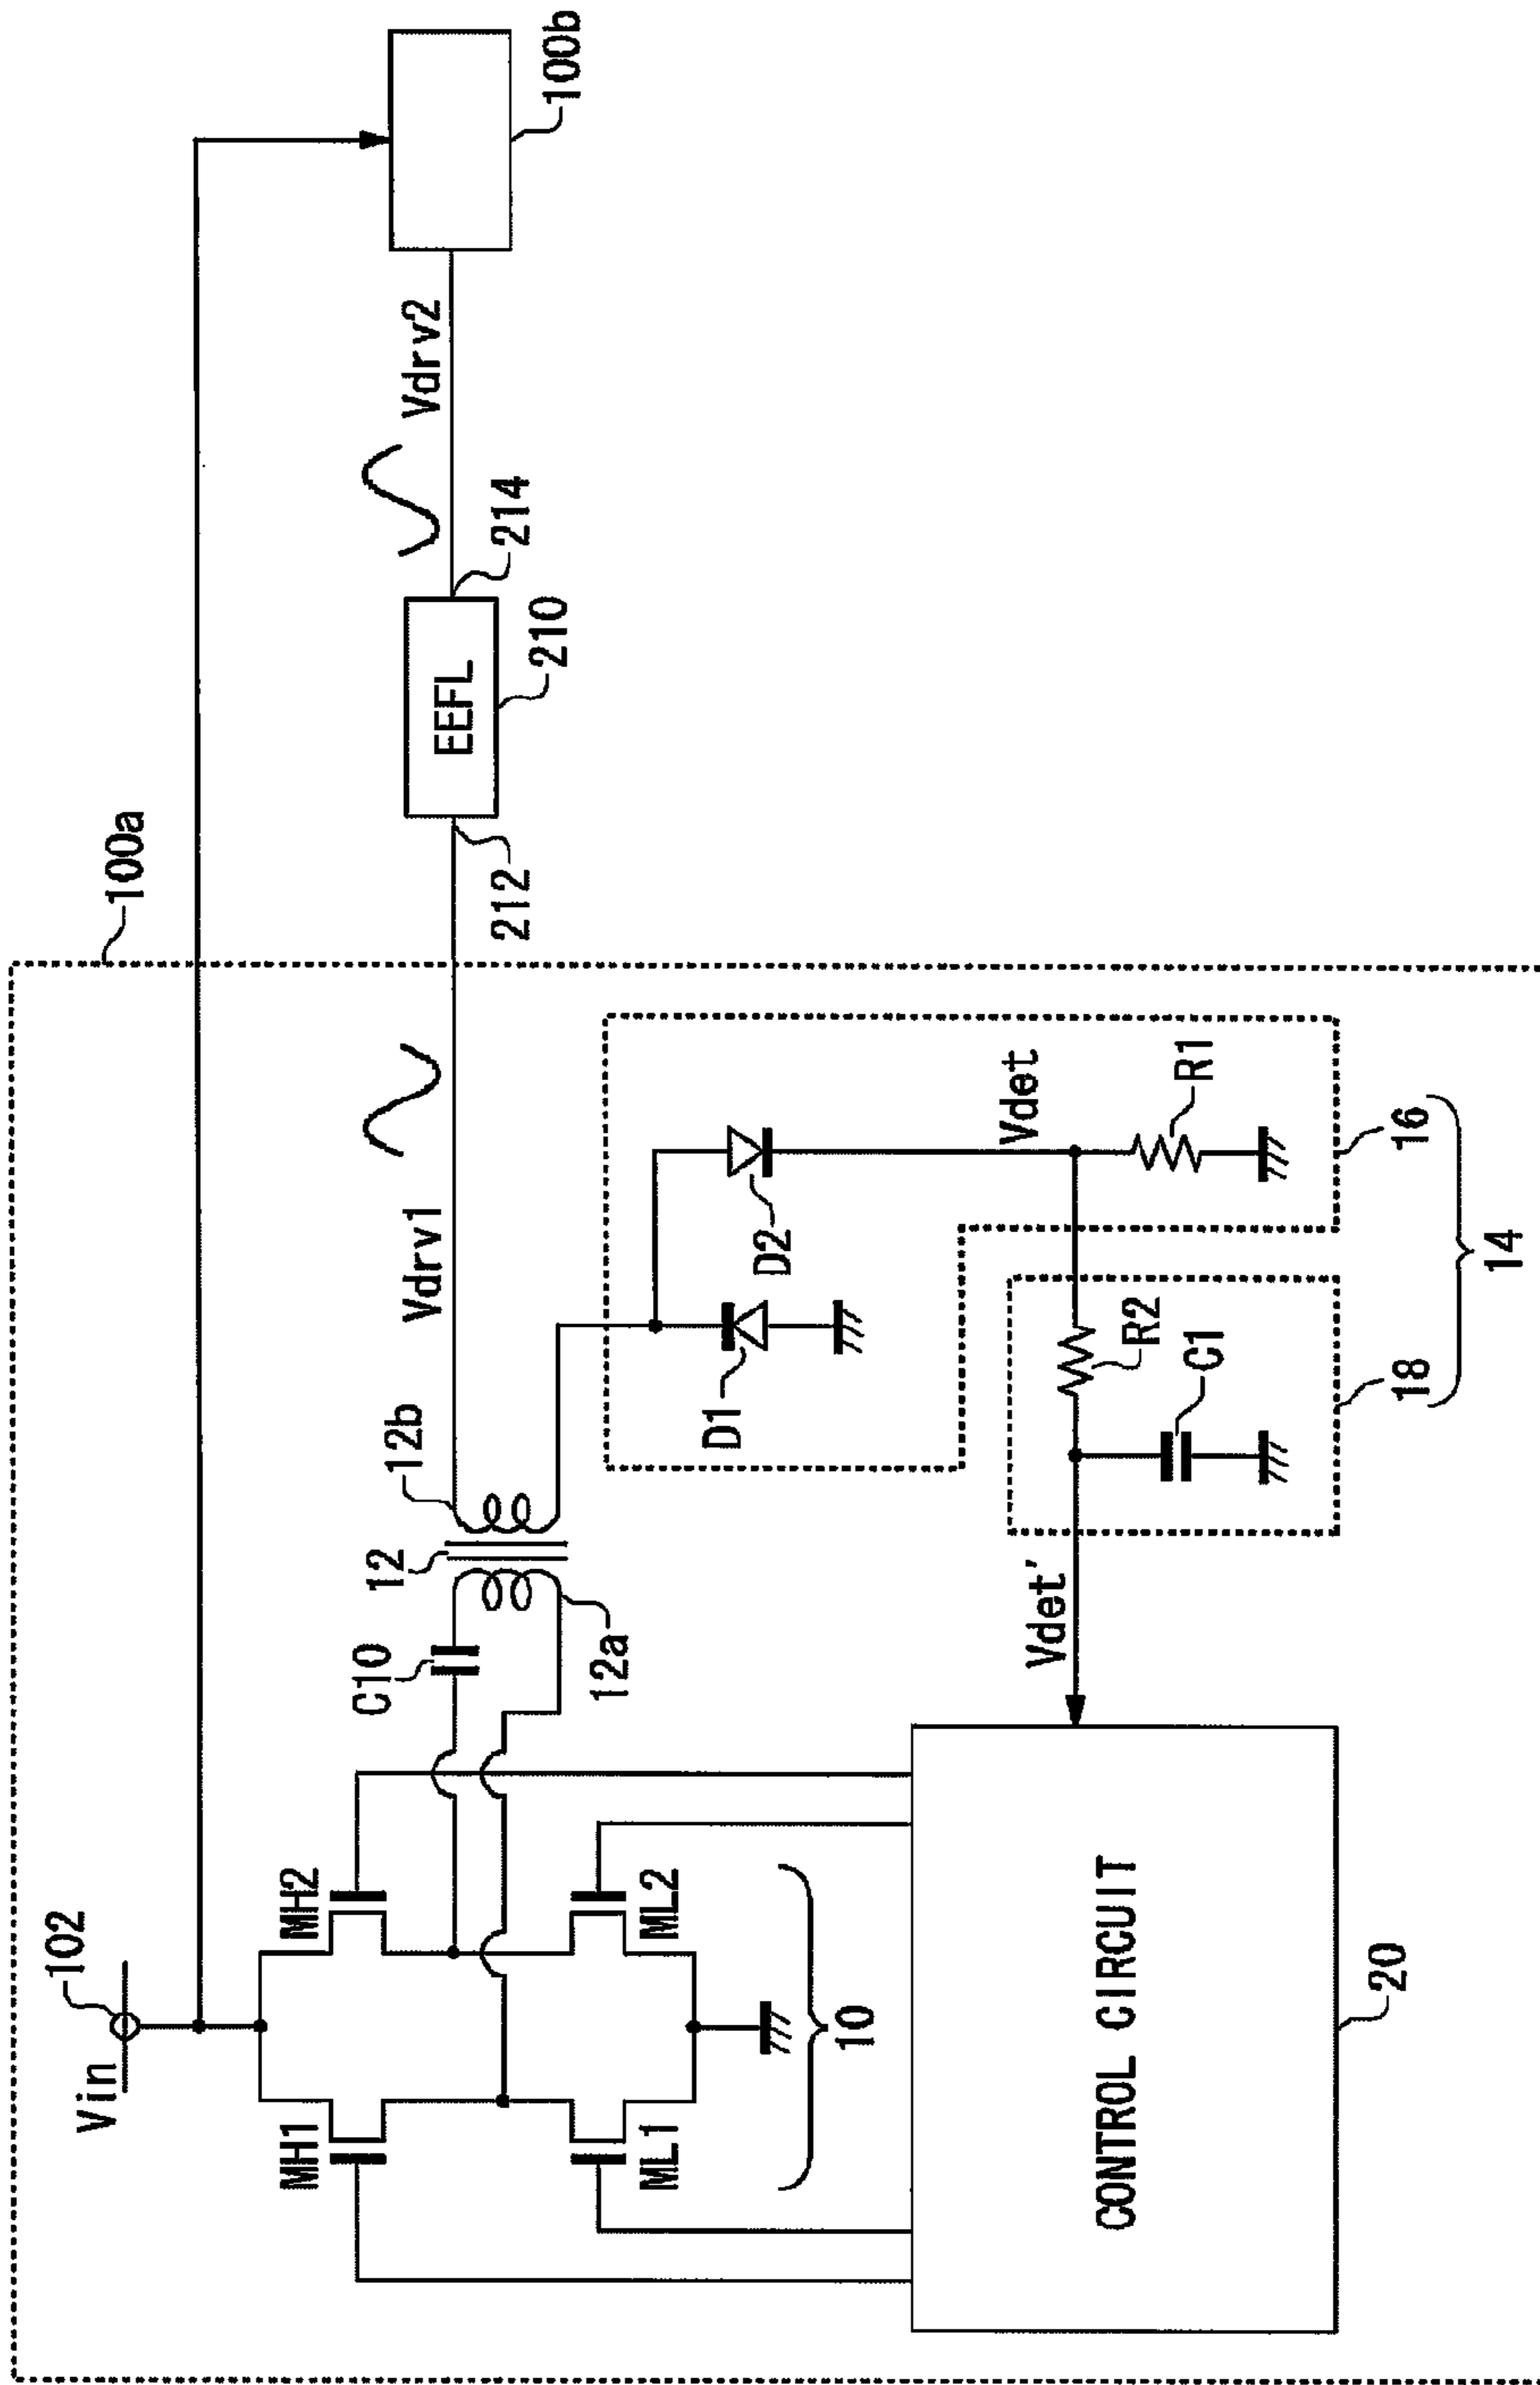 100a
Vin
102
MH1
MH2
C10
12
12b
Vdrv1
Vdrv2
100b
EEFL
212
210
214
12a
ML1
ML2
10
D1
D2
Vdet
R1
R2
C1
Vdet'
CONTROL CIRCUIT
20
18
16
14